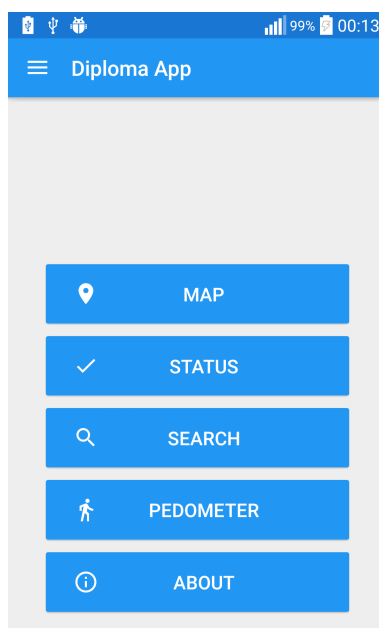 99% 00:13
Diploma App
MAP
STATUS
SEARCH
PEDOMETER
ABOUT